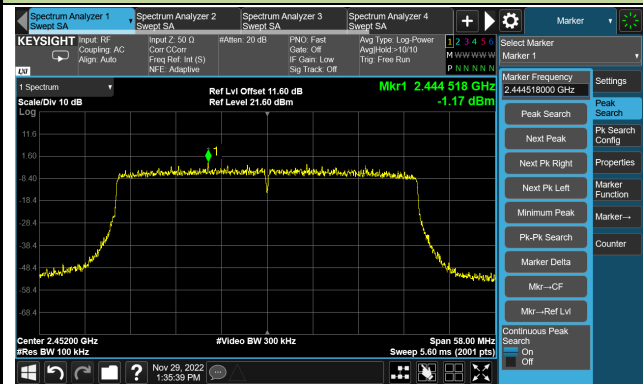 Spectrum Analyzer 1
Swept SA
Spectrum Analyzer 2
Swept SA
Spectrum Analyzer 3
Swept SA
Spectrum Analyzer 4
Swept SA
Marker
KEYSIGHT
LXI
Input: RF
Coupling: AC
Align: Auto
Input Z: 50 Ω
Corr CCorr
Freq Ref: Int (S)
NFE: Adaptive
#Atten: 20 dB
PNO: Fast
Gate: Off
IF Gain: Low
Sig Track: Off
Avg Type: Log-Power
Avg|Hold:>10/10
Trig: Free Run
1 2 3 4 5 6
M W W W W W
P N N N N N
Select Marker
Marker 1
1 Spectrum
Scale/Div 10 dB
Log
Ref Lvl Offset 11.60 dB
Ref Level 21.60 dBm
Mkr1 2.444 518 GHz
-1.17 dBm
11.6
1.60
-8.40
-18.4
-28.4
-38.4
-48.4
-58.4
-68.4
1
Center 2.45200 GHz
#Res BW 100 kHz
#Video BW 300 kHz
Span 58.00 MHz
Sweep 5.60 ms (2001 pts)
Marker Frequency
2.444518000 GHz
Peak Search
Next Peak
Next Pk Right
Next Pk Left
Minimum Peak
Pk-Pk Search
Marker Delta
Mkr→CF
Mkr→Ref Lvl
Continuous Peak
Search
On
Off
Settings
Peak
Search
Pk Search
Config
Properties
Marker
Function
Marker→
Counter
Nov 29, 2022
1:35:39 PM